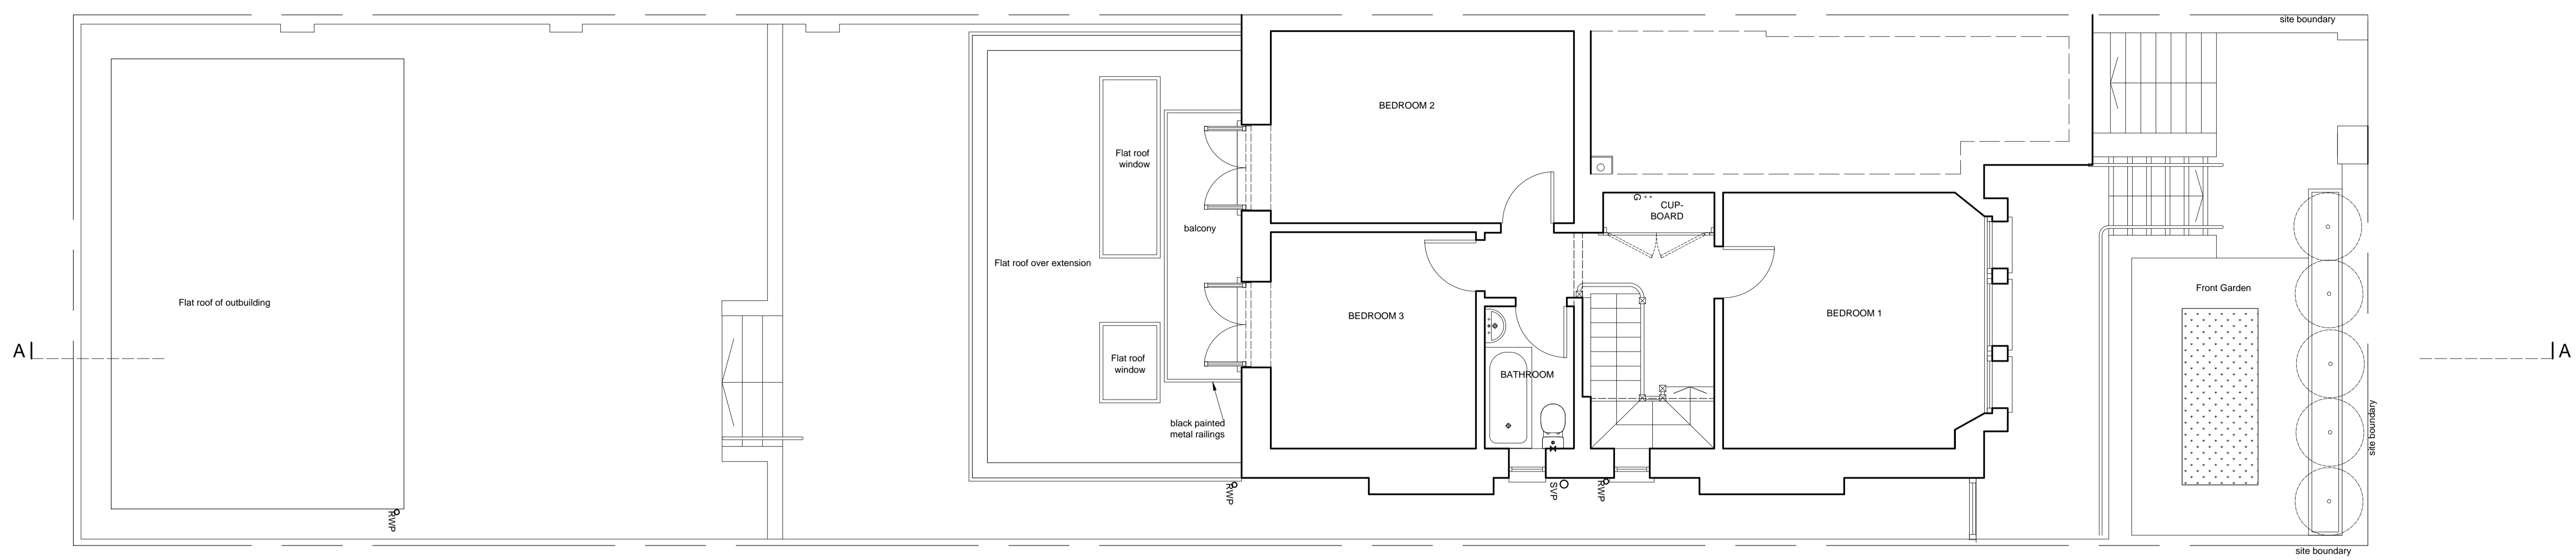 site boundary
BEDROOM 2
Flat roof
window
G
CUP-
BOARD
balcony
Flat roof over extension
Flat roof of outbuilding
BEDROOM 3
BEDROOM 1
Front Garden
A
A
Flat roof
window
BATHROOM
black painted
metal railings
site boundary
RWP
SVP
RWP
RWP
site boundary